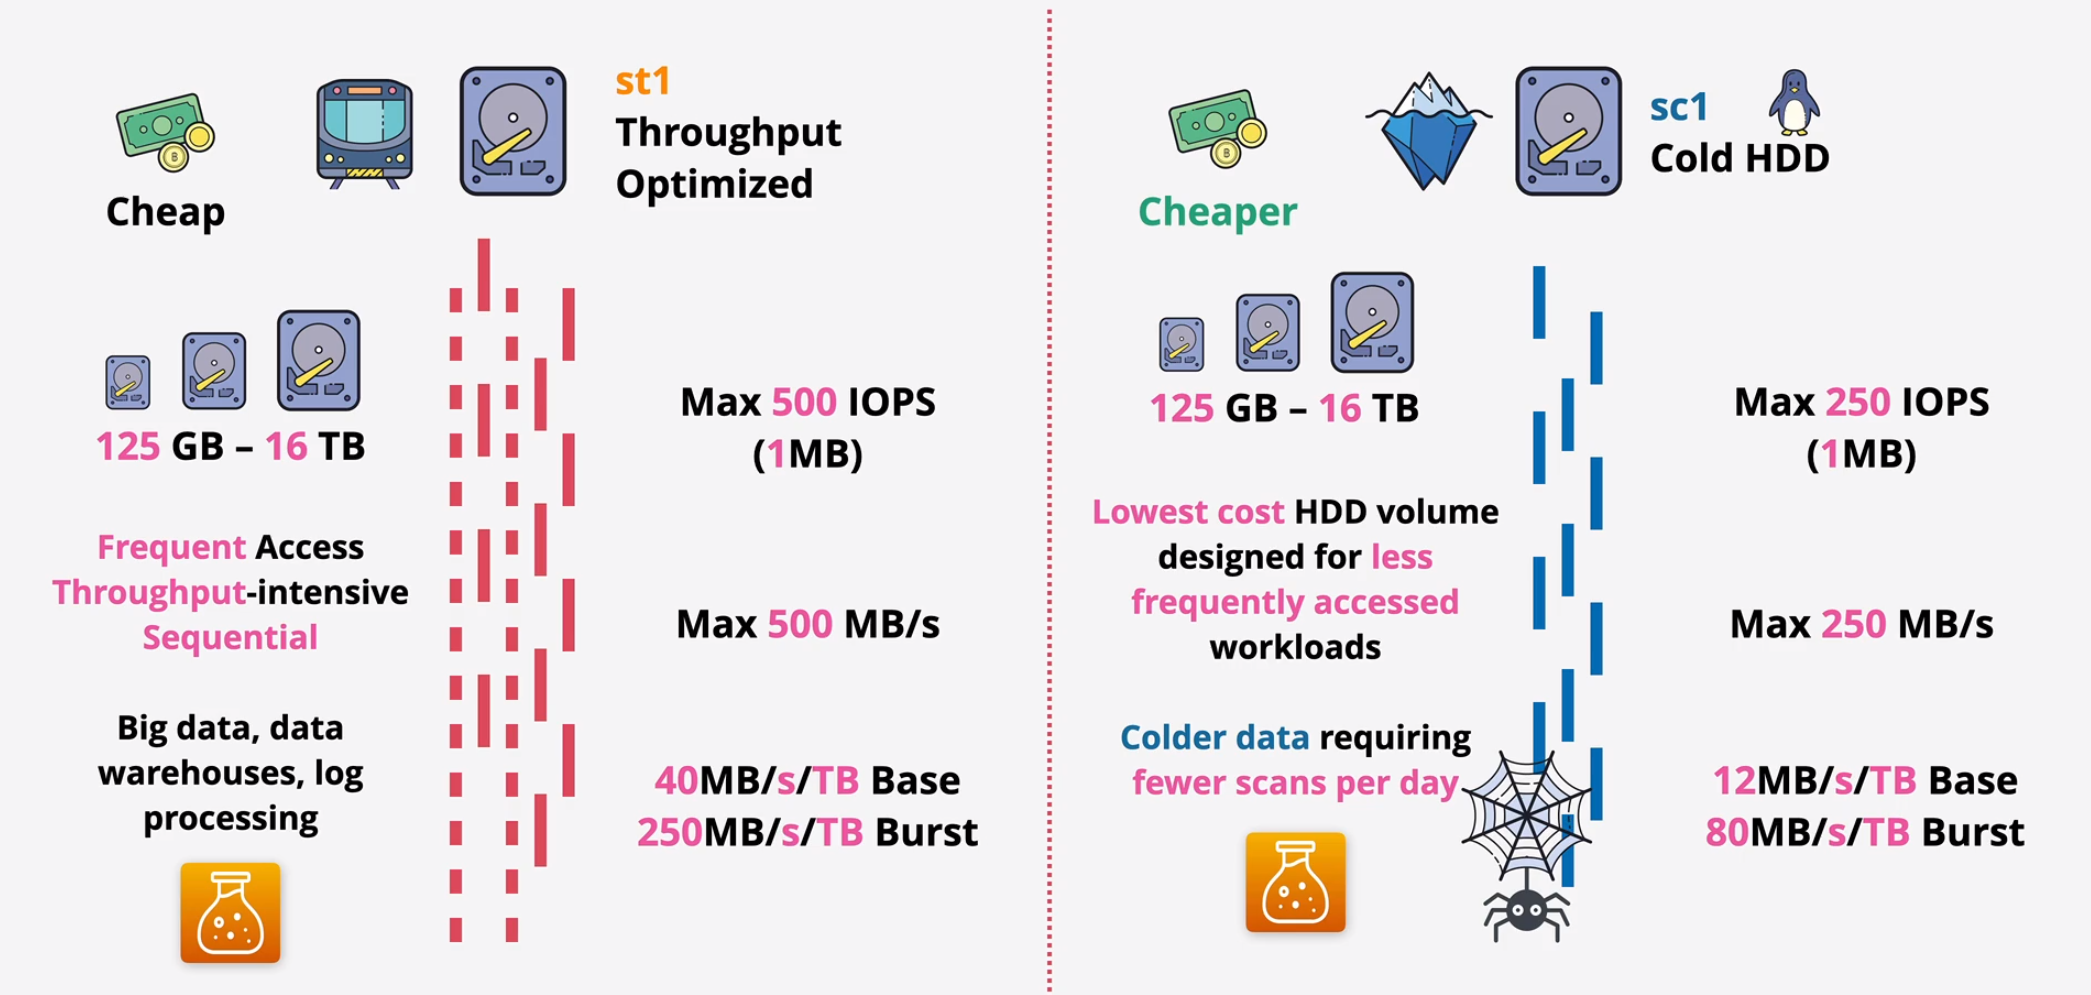 st1
Throughput
Optimized
Cheap
125 GB – 16 TB
Frequent Access
Throughput-intensive
Sequential
Big data, data
warehouses, log
processing
Max 500 IOPS
(1MB)
Max 500 MB/s
40MB/s/TB Base
250MB/s/TB Burst
sc1
Cold HDD
Cheaper
125 GB – 16 TB
Lowest cost HDD volume
designed for less
frequently accessed
workloads
Colder data requiring
fewer scans per day
Max 250 IOPS
(1MB)
Max 250 MB/s
12MB/s/TB Base
80MB/s/TB Burst